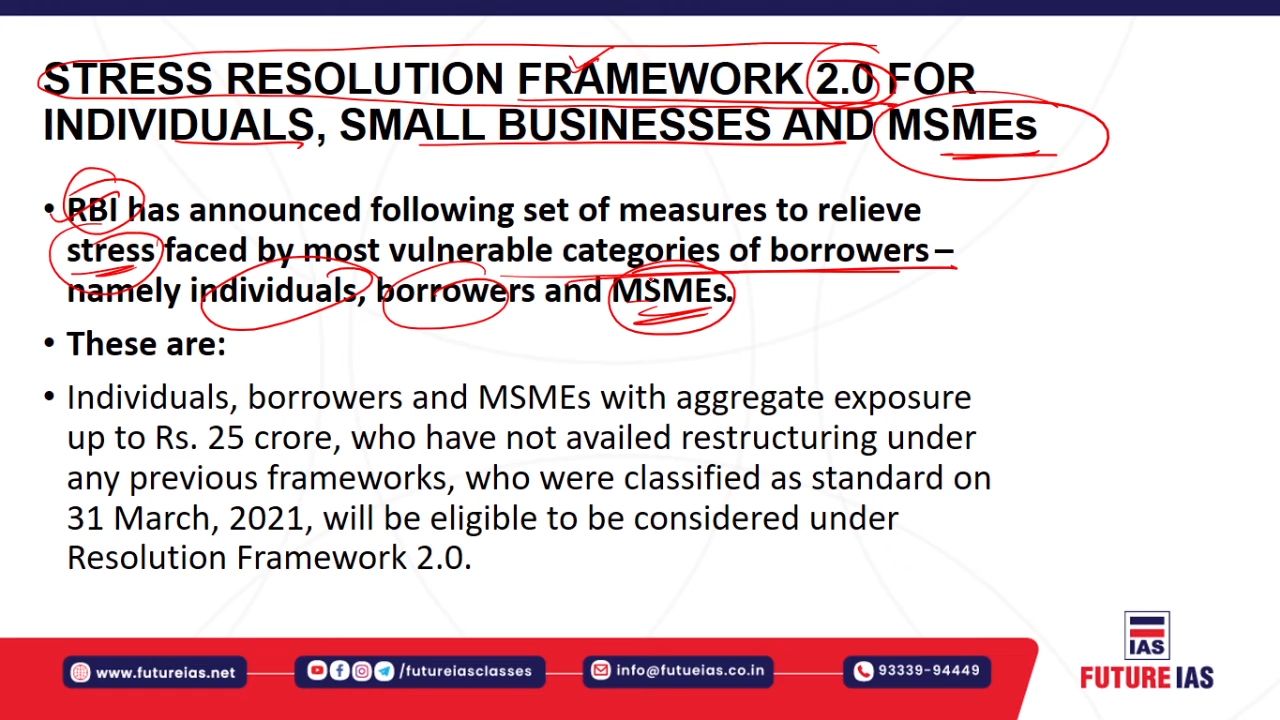 STRESS RESOLUTION FRAMEWORK 2.0 FOR
INDIVIDUALS, SMALL BUSINESSES AND MSMEs
• RBI has announced following set of measures to relieve
stress faced by most vulnerable categories of borrowers –
namely individuals, borrowers and MSMEs.
• These are:
• Individuals, borrowers and MSMEs with aggregate exposure
up to Rs. 25 crore, who have not availed restructuring under
any previous frameworks, who were classified as standard on
31 March, 2021, will be eligible to be considered under
Resolution Framework 2.0.
www.futureias.net
/futureiasclasses
info@futueias.co.in
93339-94449
IAS
FUTURE IAS